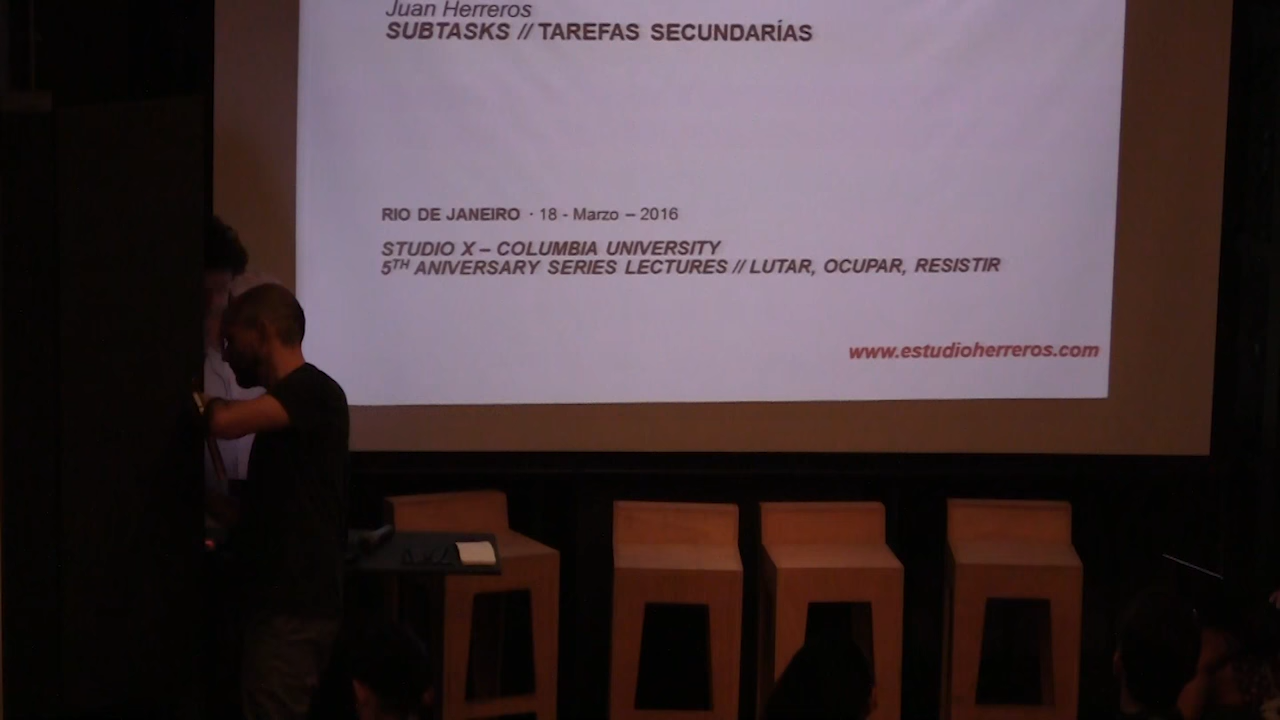 Juan Herreros
SUBTASKS // TAREFAS SECUNDARÍAS
RIO DE JANEIRO · 18 - Marzo – 2016
STUDIO X – COLUMBIA UNIVERSITY
5TH ANIVERSARY SERIES LECTURES // LUTAR, OCUPAR, RESISTIR
www.estudioherreros.com